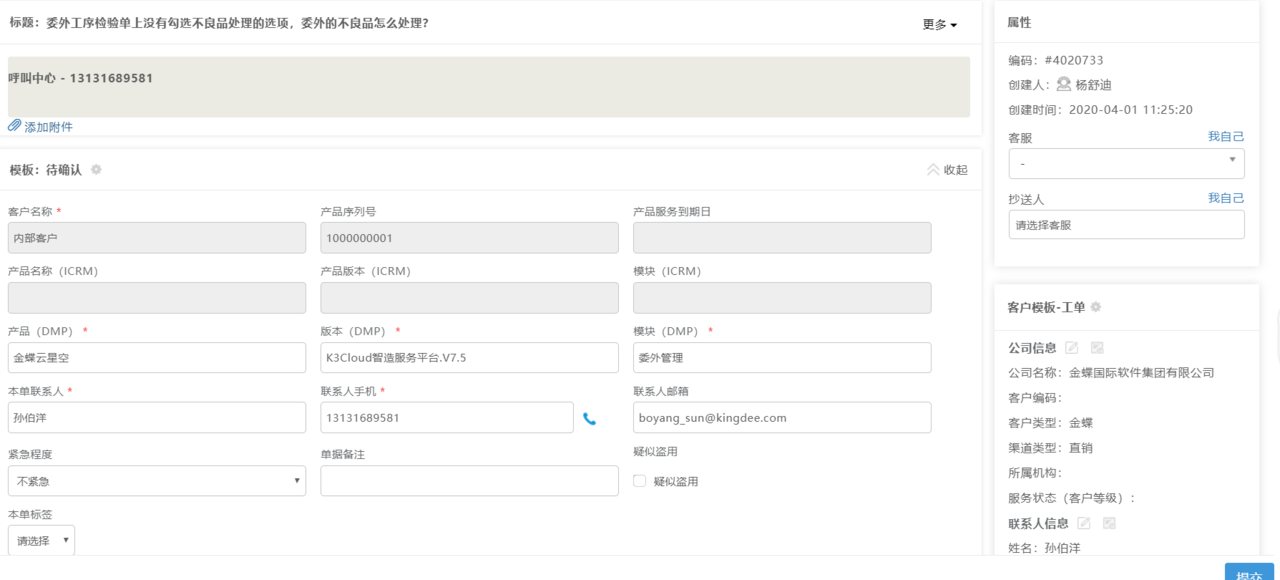 标题：委外工序检验单上没有勾选不良品处理的选项，委外的不良品怎么处理?
更多
呼叫中心 - 13131689581
添加附件
模板：待确认
收起
客户名称 *
产品序列号
产品服务到期日
内部客户
1000000001
产品名称（ICRM）
产品版本（ICRM）
模块（ICRM）
产品（DMP） *
版本（DMP） *
模块（DMP） *
金蝶云星空
K3Cloud智造服务平台.V7.5
委外管理
本单联系人 *
联系人手机 *
联系人邮箱
孙伯洋
13131689581
boyang_sun@kingdee.com
紧急程度
单据备注
疑似盗用
不紧急
疑似盗用
本单标签
请选择
属性
编码：#4020733
创建人：杨舒迪
创建时间：2020-04-01 11:25:20
客服
我自己
-
抄送人
我自己
请选择客服
客户模板-工单
公司信息
公司名称：金蝶国际软件集团有限公司
客户编码：
客户类型：金蝶
渠道类型：直销
所属机构：
服务状态（客户等级）：
联系人信息
姓名：孙伯洋
提交